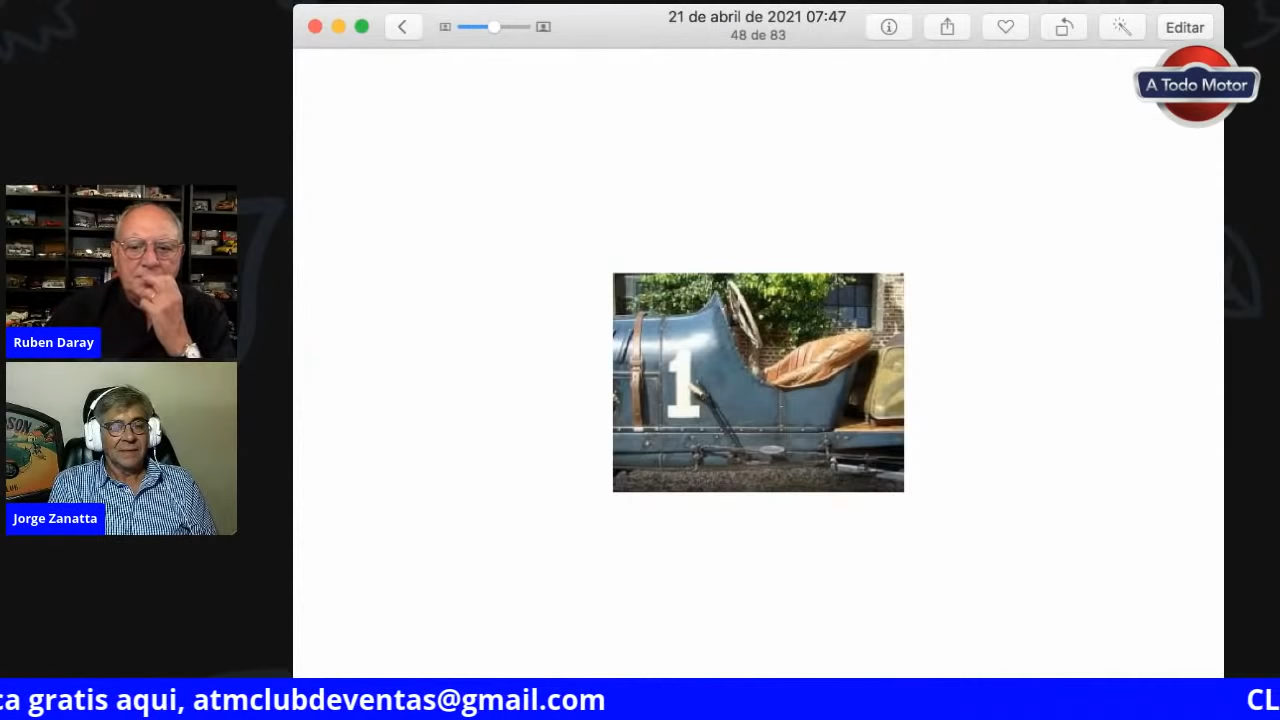 21 de abril de 2021 07:47
48 de 83
Editar
A Todo Motor
Ruben Daray
1
SON
Jorge Zanatta
ca gratis aqui, atmclubdeventas@gmail.com
CL